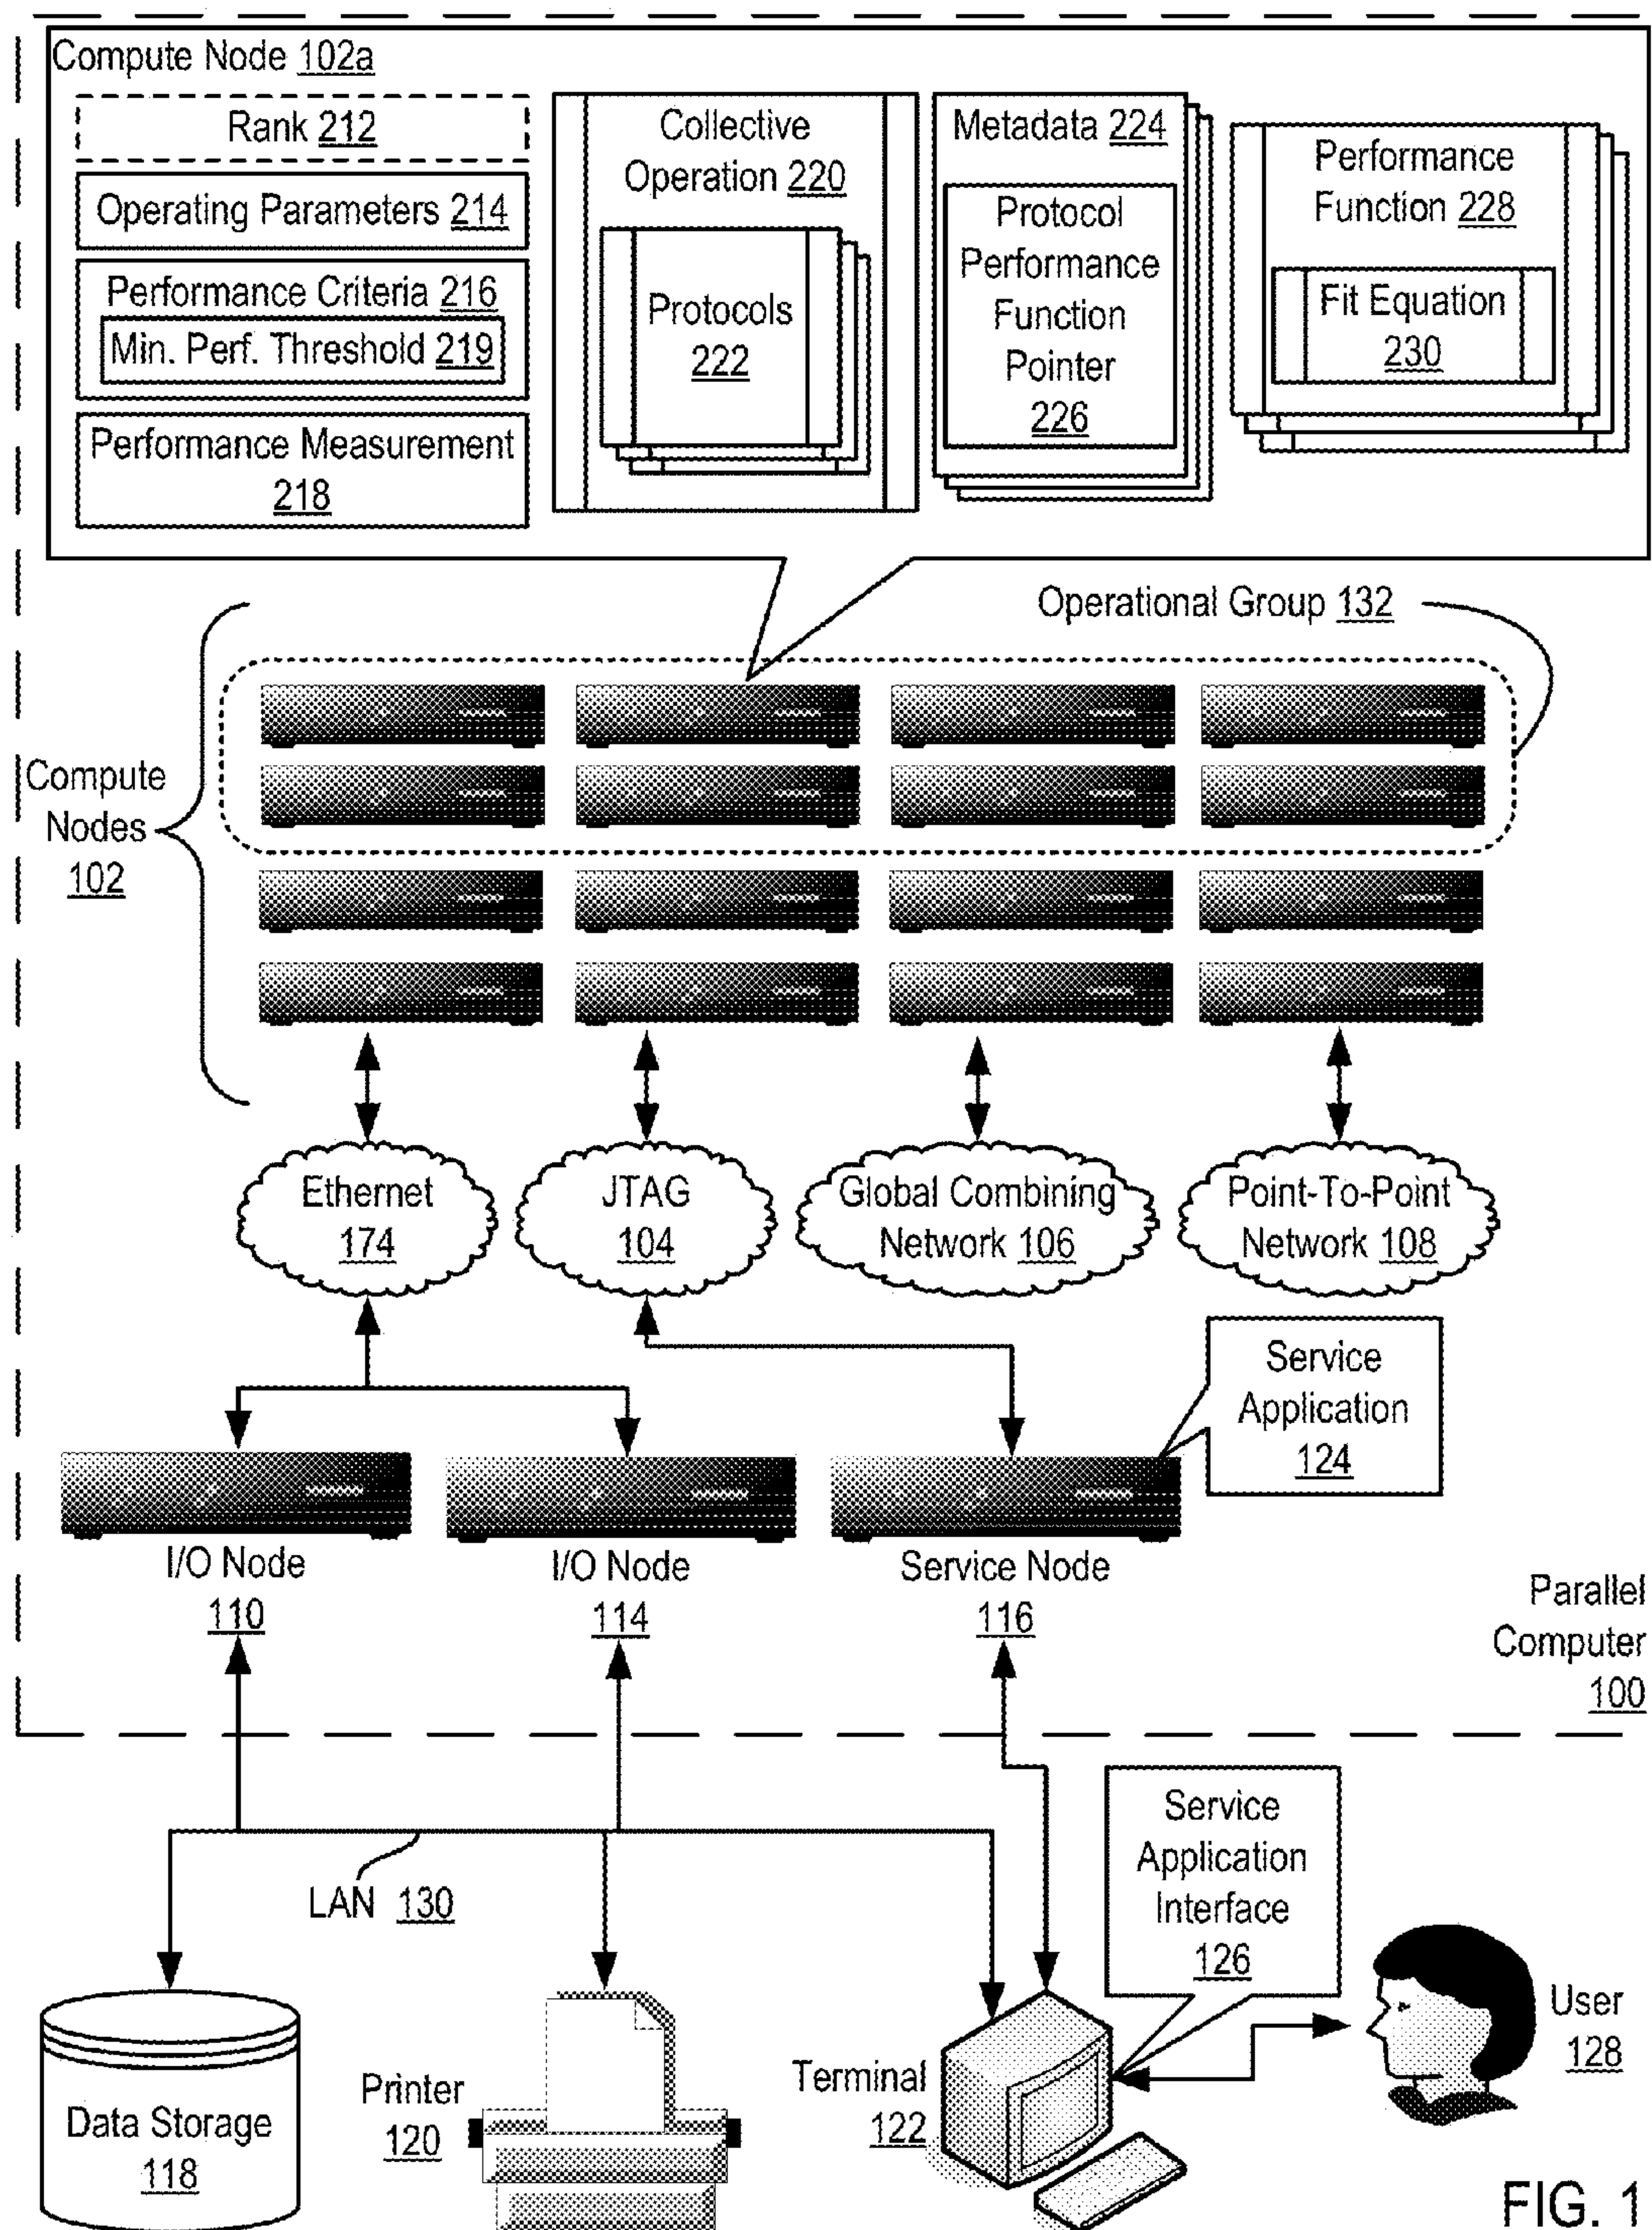 Compute Node 102a
Rank 212
Operating Parameters 214
Performance Criteria 216
Min. Perf. Threshold 219
Performance Measurement
218
Collective
Operation 220
Protocols
222
Metadata 224
Protocol
Performance
Function
Pointer
226
Performance
Function 228
Fit Equation
230
Operational Group 132
Compute
Nodes
102
Ethernet
174
JTAG
104
Global Combining
Network 106
Point-To-Point
Network 108
Service
Application
124
I/O Node
110
I/O Node
114
Service Node
116
Parallel
Computer
100
LAN 130
Service
Application
Interface
126
Data Storage
118
Printer
120
Terminal
122
User
128
FIG. 1